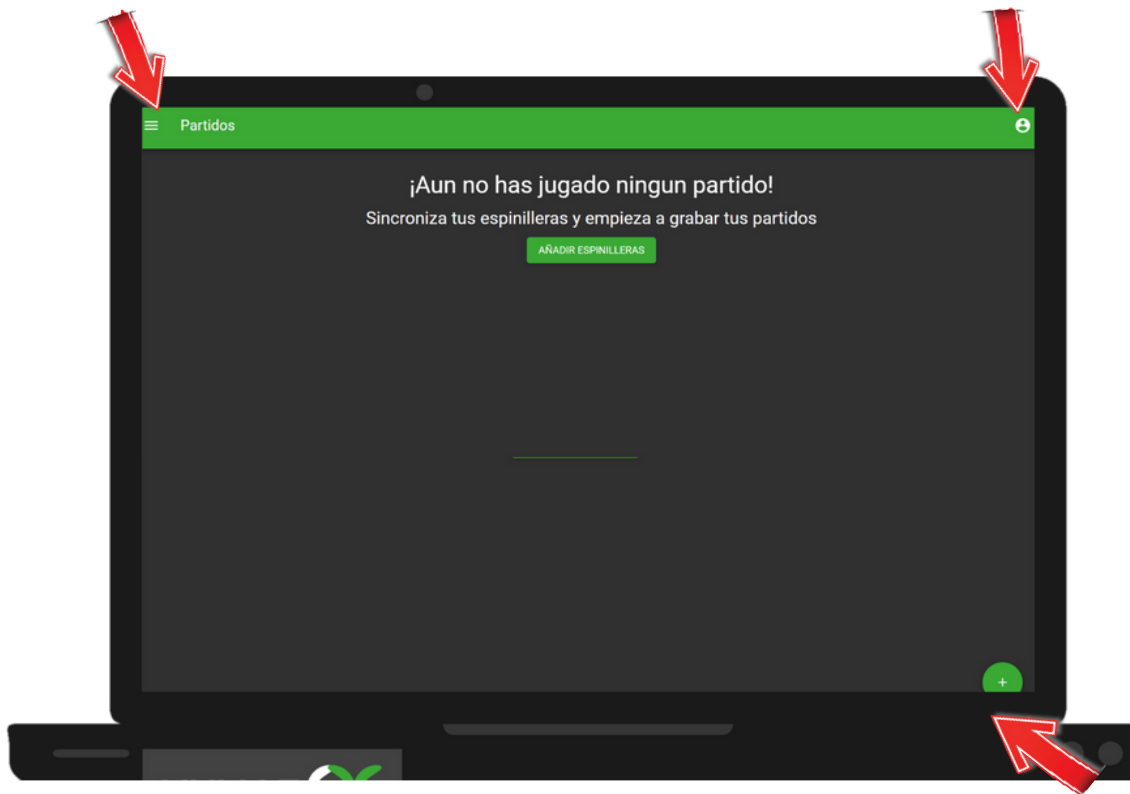 Partidos
¡Aun no has jugado ningun partido!
Sincroniza tus espinilleras y empieza a grabar tus partidos
AÑADIR ESPINILLERAS
+